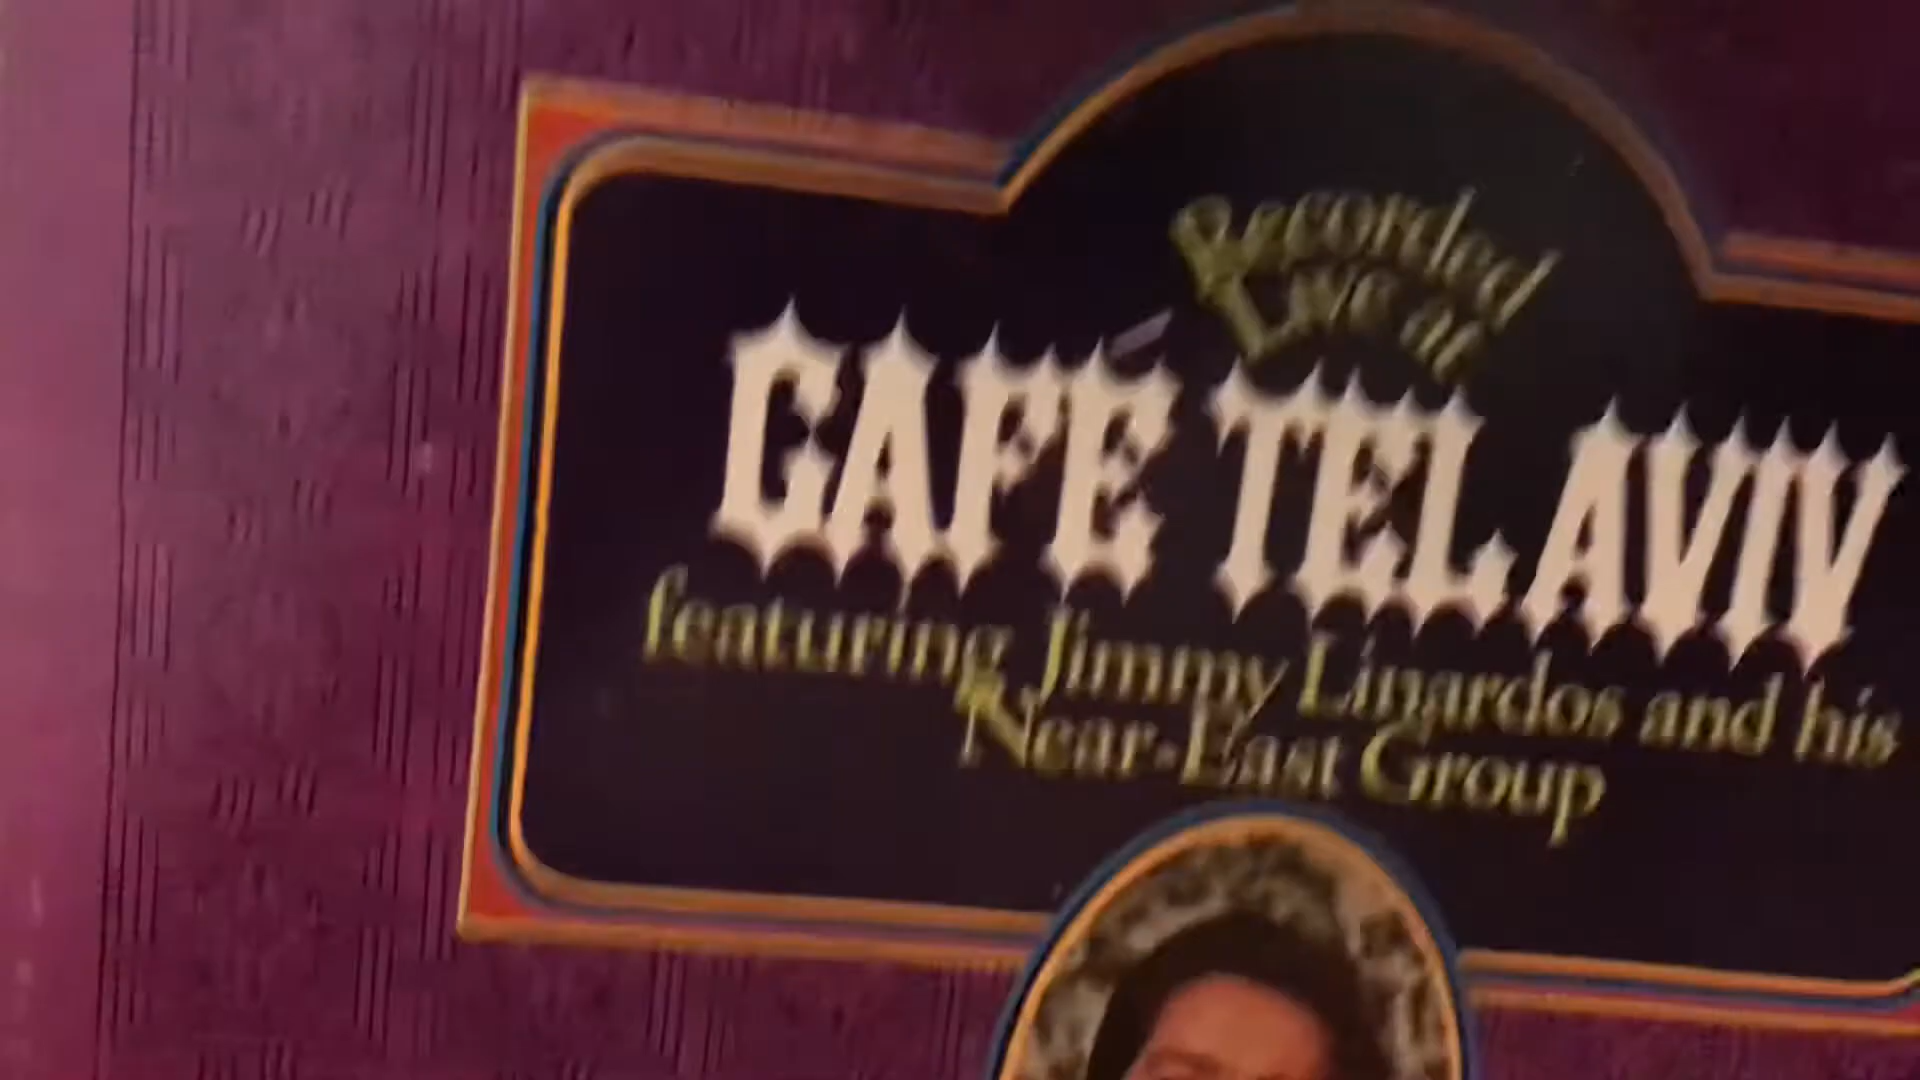 Recorded
Live at
CAFÉ TEL AVIV
featuring Jimmy Linardos and his
Near-East Group